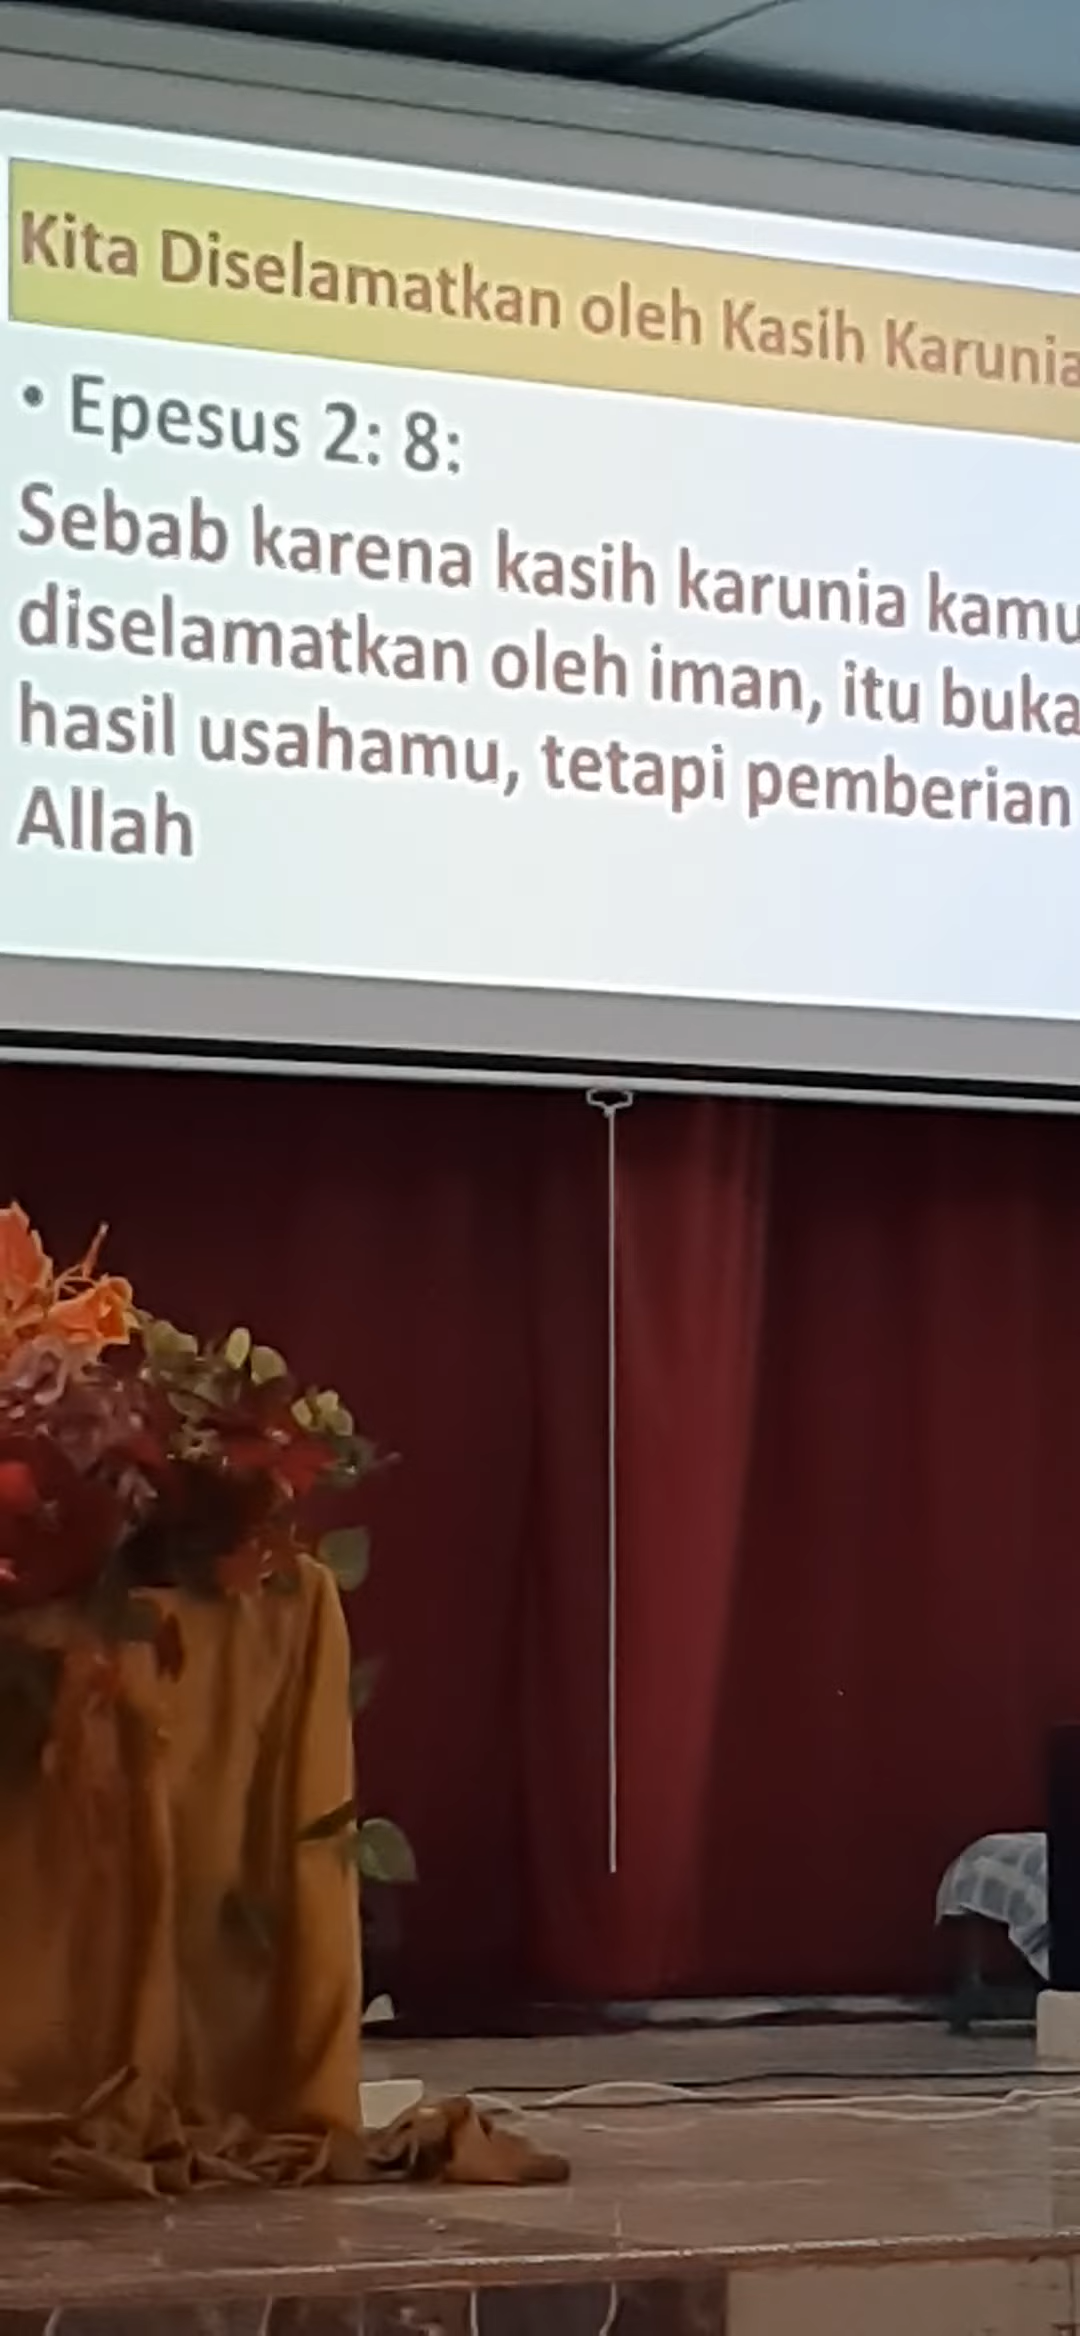 Kita Diselamatkan oleh Kasih Karunia
• Epesus 2: 8:
Sebab karena kasih karunia kamu
diselamatkan oleh iman, itu buka
hasil usahamu, tetapi pemberian
Allah